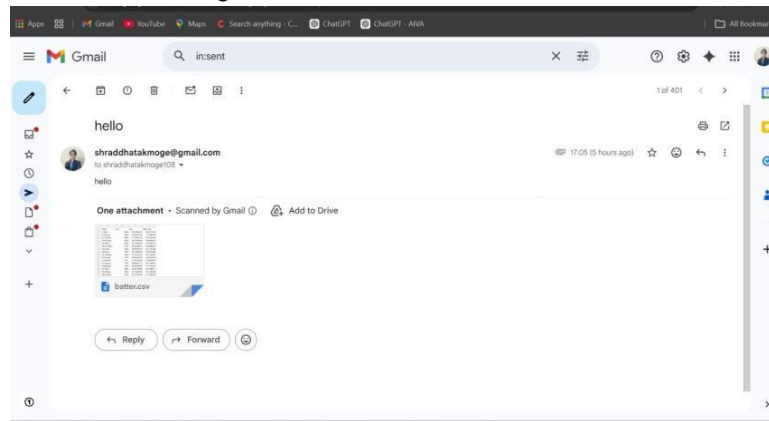 Apps Gmail YouTube Maps Search anything - C... ChatGPT ChatGPT - AIVA All Bookmar
Gmail in:sent
1 of 401
hello
shraddhatakmoge@gmail.com 17:05 (5 hours ago)
to shraddhatakmoge108
hello
One attachment • Scanned by Gmail Add to Drive
batter.csv
Reply Forward